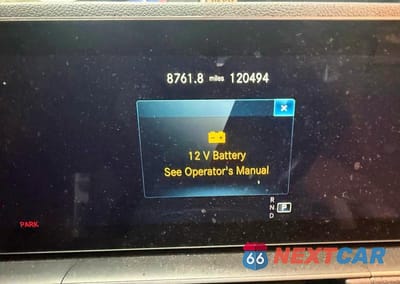 8761.8 miles 120494
x
12 V Battery
See Operator's Manual
R
N
P
D
PARK
66 NEXTCAR